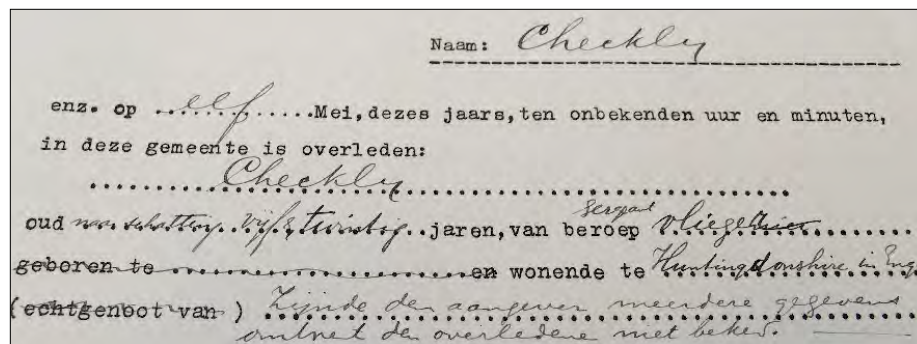 Naam: Checkly
enz. op ...elf.....Mei,dezes jaars,ten onbekenden uur en minuten,
in deze gemeente is overleden:
Checkly
sergeant
oud naar schatting vijf & twintig jaren,van beroep vlieger
geboren te en wonende te Huntingdonshire in Eng
(echtgenoot van ) Zijnde den aangever meerdere gegevens
omtret den overledene niet bekend.